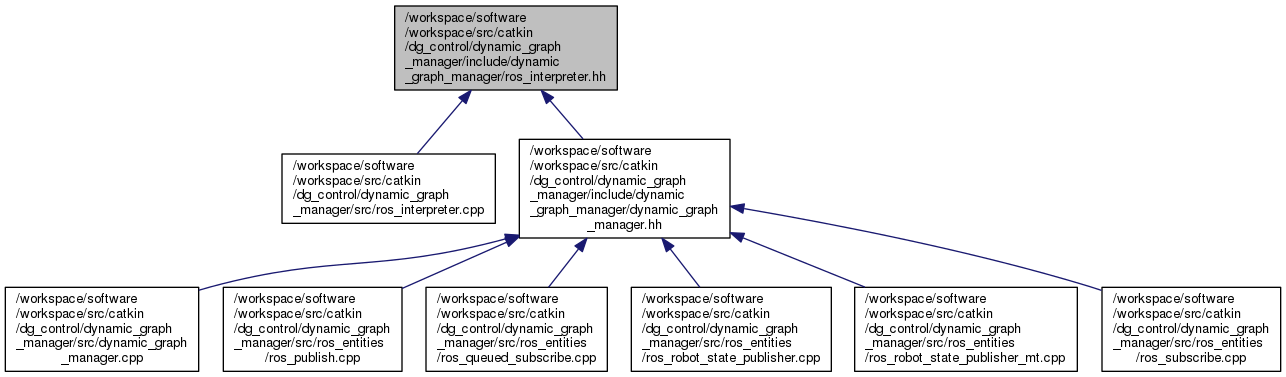 /workspace/software
/workspace/src/catkin
/dg_control/dynamic_graph
_manager/include/dynamic
_graph_manager/ros_interpreter.hh
/workspace/software
/workspace/src/catkin
/dg_control/dynamic_graph
_manager/src/ros_interpreter.cpp
/workspace/software
/workspace/src/catkin
/dg_control/dynamic_graph
_manager/include/dynamic
_graph_manager/dynamic_graph
_manager.hh
/workspace/software
/workspace/src/catkin
/dg_control/dynamic_graph
_manager/src/dynamic_graph
_manager.cpp
/workspace/software
/workspace/src/catkin
/dg_control/dynamic_graph
_manager/src/ros_entities
/ros_publish.cpp
/workspace/software
/workspace/src/catkin
/dg_control/dynamic_graph
_manager/src/ros_entities
/ros_queued_subscribe.cpp
/workspace/software
/workspace/src/catkin
/dg_control/dynamic_graph
_manager/src/ros_entities
/ros_robot_state_publisher.cpp
/workspace/software
/workspace/src/catkin
/dg_control/dynamic_graph
_manager/src/ros_entities
/ros_robot_state_publisher_mt.cpp
/workspace/software
/workspace/src/catkin
/dg_control/dynamic_graph
_manager/src/ros_entities
/ros_subscribe.cpp